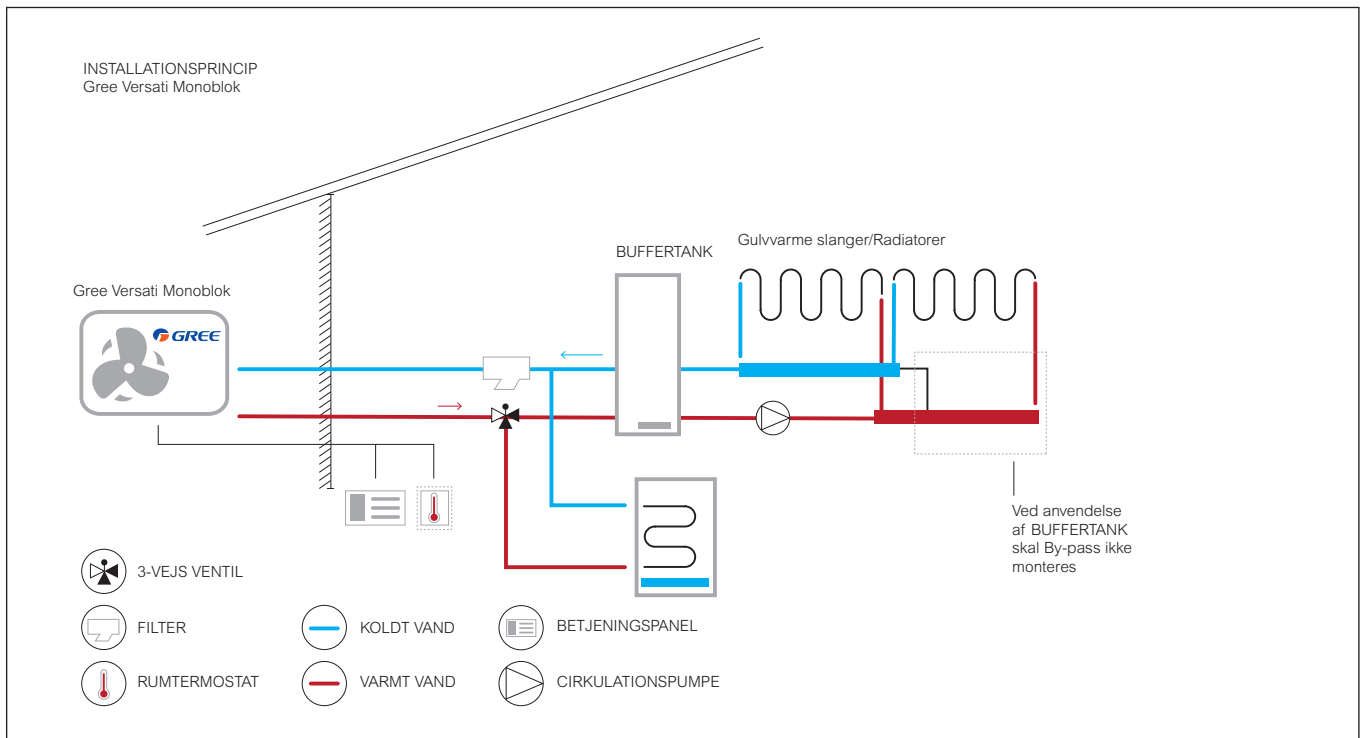 INSTALLATIONSPRINCIP
Gree Versati Monoblok
BUFFERTANK
Gulvvarme slanger/Radiatorer
Gree Versati Monoblok
GREE
Ved anvendelse
af BUFFERTANK
skal By-pass ikke
monteres
3-VEJS VENTIL
FILTER
KOLDT VAND
BETJENINGSPANEL
RUMTERMOSTAT
VARMT VAND
CIRKULATIONSPUMPE